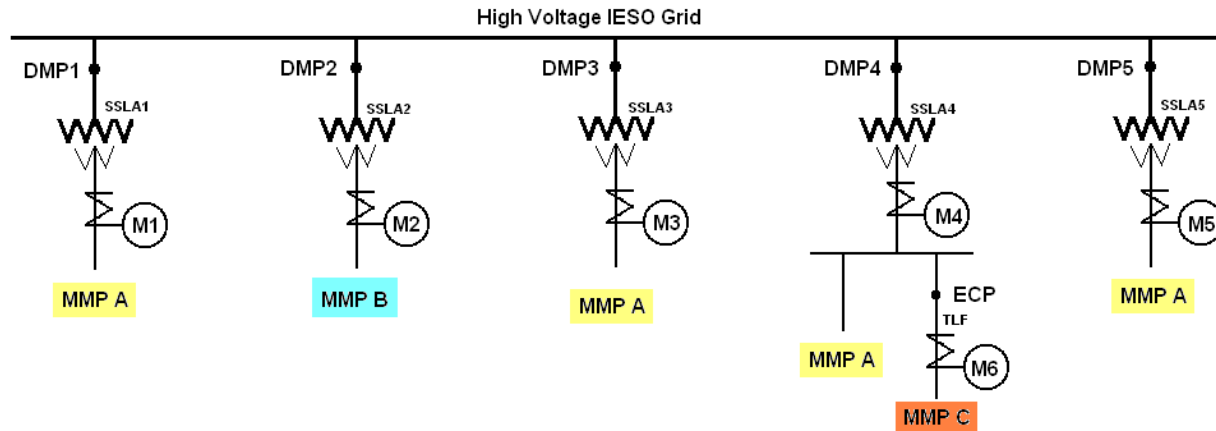 High Voltage IESO Grid
DMP1 DMP2 DMP3 DMP4 DMP5
SSLA1 SSLA2 SSLA3 SSLA4 SSLA5
M1 M2 M3 M4 M5
MMP A MMP B MMP A MMP A
ECP
TLF
MMP A M6
MMP C